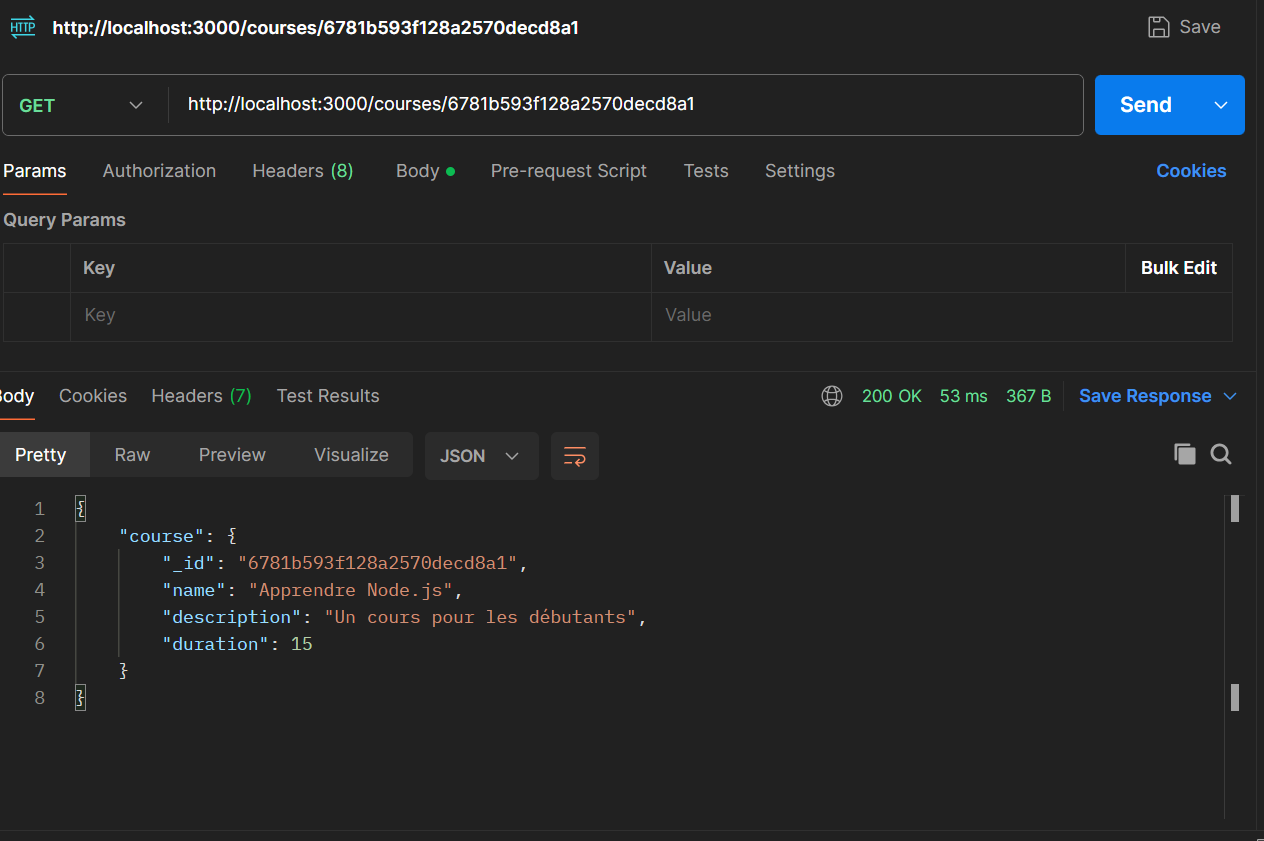 HTTP http://localhost:3000/courses/6781b593f128a2570decd8a1 Save
GET http://localhost:3000/courses/6781b593f128a2570decd8a1 Send
Params Authorization Headers (8) Body Pre-request Script Tests Settings Cookies
Query Params
Key Value Bulk Edit
Key Value
Body Cookies Headers (7) Test Results 200 OK 53 ms 367 B Save Response
Pretty Raw Preview Visualize JSON
1 {
2 "course": {
3 "_id": "6781b593f128a2570decd8a1",
4 "name": "Apprendre Node.js",
5 "description": "Un cours pour les débutants",
6 "duration": 15
7 }
8 }